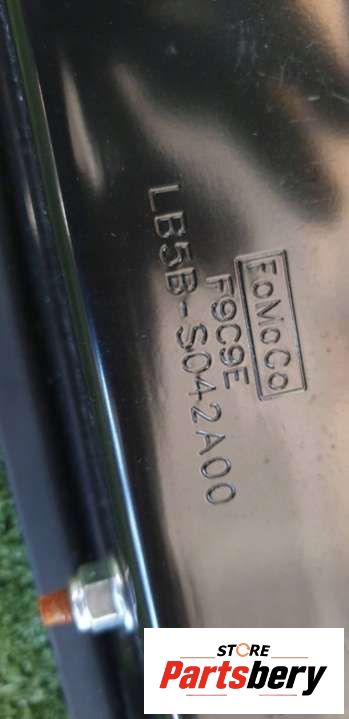 FoMoCo
F9C9E
LB5B-S042A00
STORE
Partsbery